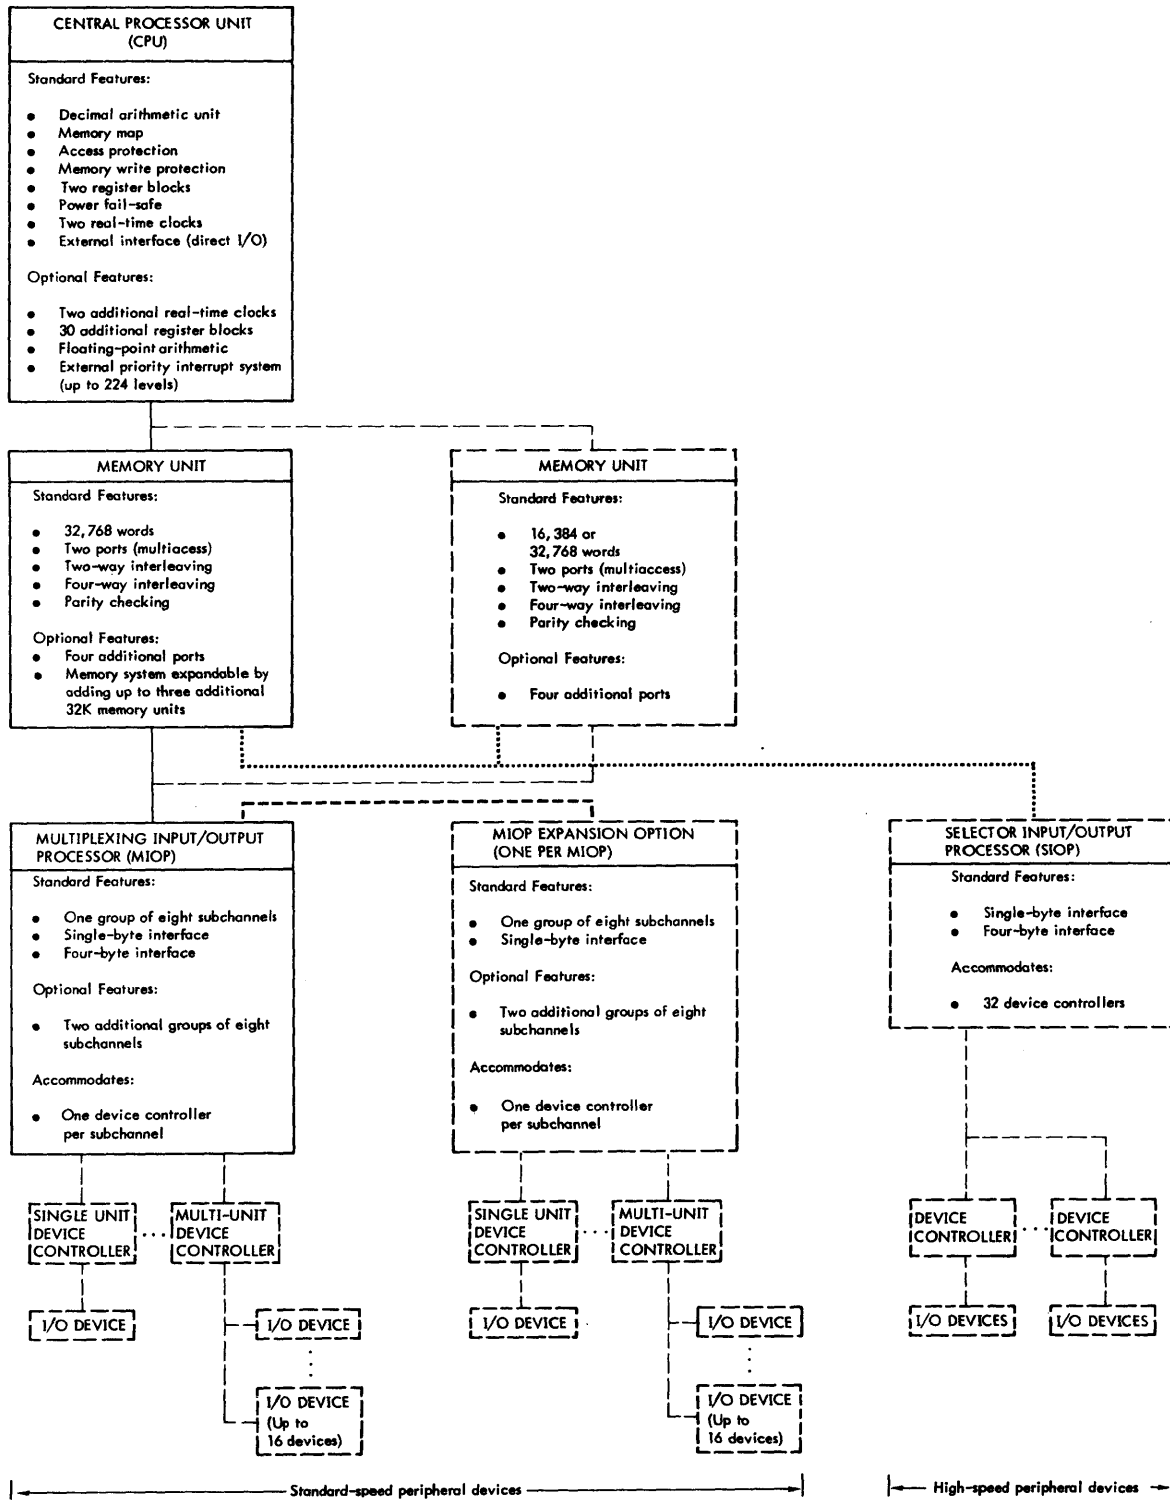 CENTRAL PROCESSOR UNIT
(CPU)
Standard Features:
● Decimal arithmetic unit
● Memory map
● Access protection
● Memory write protection
● Two register blocks
● Power fail-safe
● Two real-time clocks
● External interface (direct I/O)
Optional Features:
● Two additional real-time clocks
● 30 additional register blocks
● Floating-point arithmetic
● External priority interrupt system
(up to 224 levels)
MEMORY UNIT
Standard Features:
● 32,768 words
● Two ports (multiacess)
● Two-way interleaving
● Four-way interleaving
● Parity checking
Optional Features:
● Four additional ports
● Memory system expandable by
adding up to three additional
32K memory units
MEMORY UNIT
Standard Features:
● 16,384 or
32,768 words
● Two ports (multiaccess)
● Two-way interleaving
● Four-way interleaving
● Parity checking
Optional Features:
● Four additional ports
MULTIPLEXING INPUT/OUTPUT
PROCESSOR (MIOP)
Standard Features:
● One group of eight subchannels
● Single-byte interface
● Four-byte interface
Optional Features:
● Two additional groups of eight
subchannels
Accommodates:
● One device controller
per subchannel
MIOP EXPANSION OPTION
(ONE PER MIOP)
Standard Features:
● One group of eight subchannels
● Single-byte interface
Optional Features:
● Two additional groups of eight
subchannels
Accommodates:
● One device controller
per subchannel
SELECTOR INPUT/OUTPUT
PROCESSOR (SIOP)
Standard Features:
● Single-byte interface
● Four-byte interface
Accommodates:
● 32 device controllers
SINGLE UNIT
DEVICE
CONTROLLER
...
MULTI-UNIT
DEVICE
CONTROLLER
I/O DEVICE
I/O DEVICE
I/O DEVICE
(Up to
16 devices)
SINGLE UNIT
DEVICE
CONTROLLER
...
MULTI-UNIT
DEVICE
CONTROLLER
I/O DEVICE
I/O DEVICE
I/O DEVICE
(Up to
16 devices)
DEVICE
CONTROLLER
...
DEVICE
CONTROLLER
I/O DEVICES
I/O DEVICES
Standard-speed peripheral devices
High-speed peripheral devices